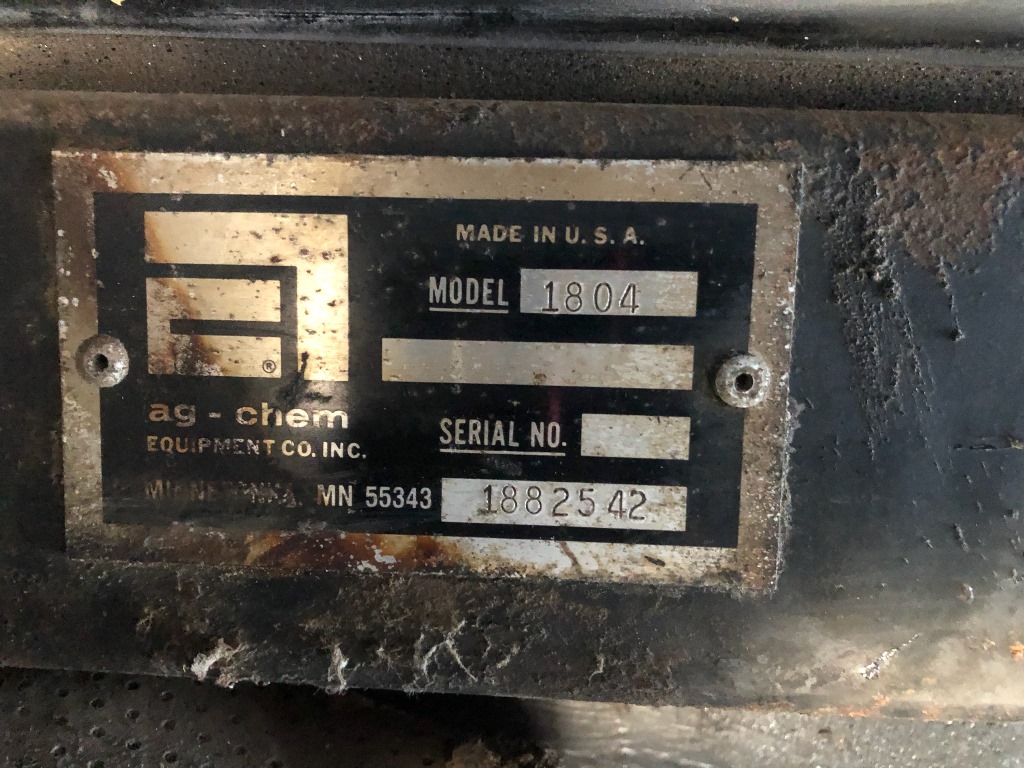 MADE IN U. S. A.
MODEL 1804
®
ag - chem
EQUIPMENT CO. INC.
SERIAL NO.
MN 55343
1882542